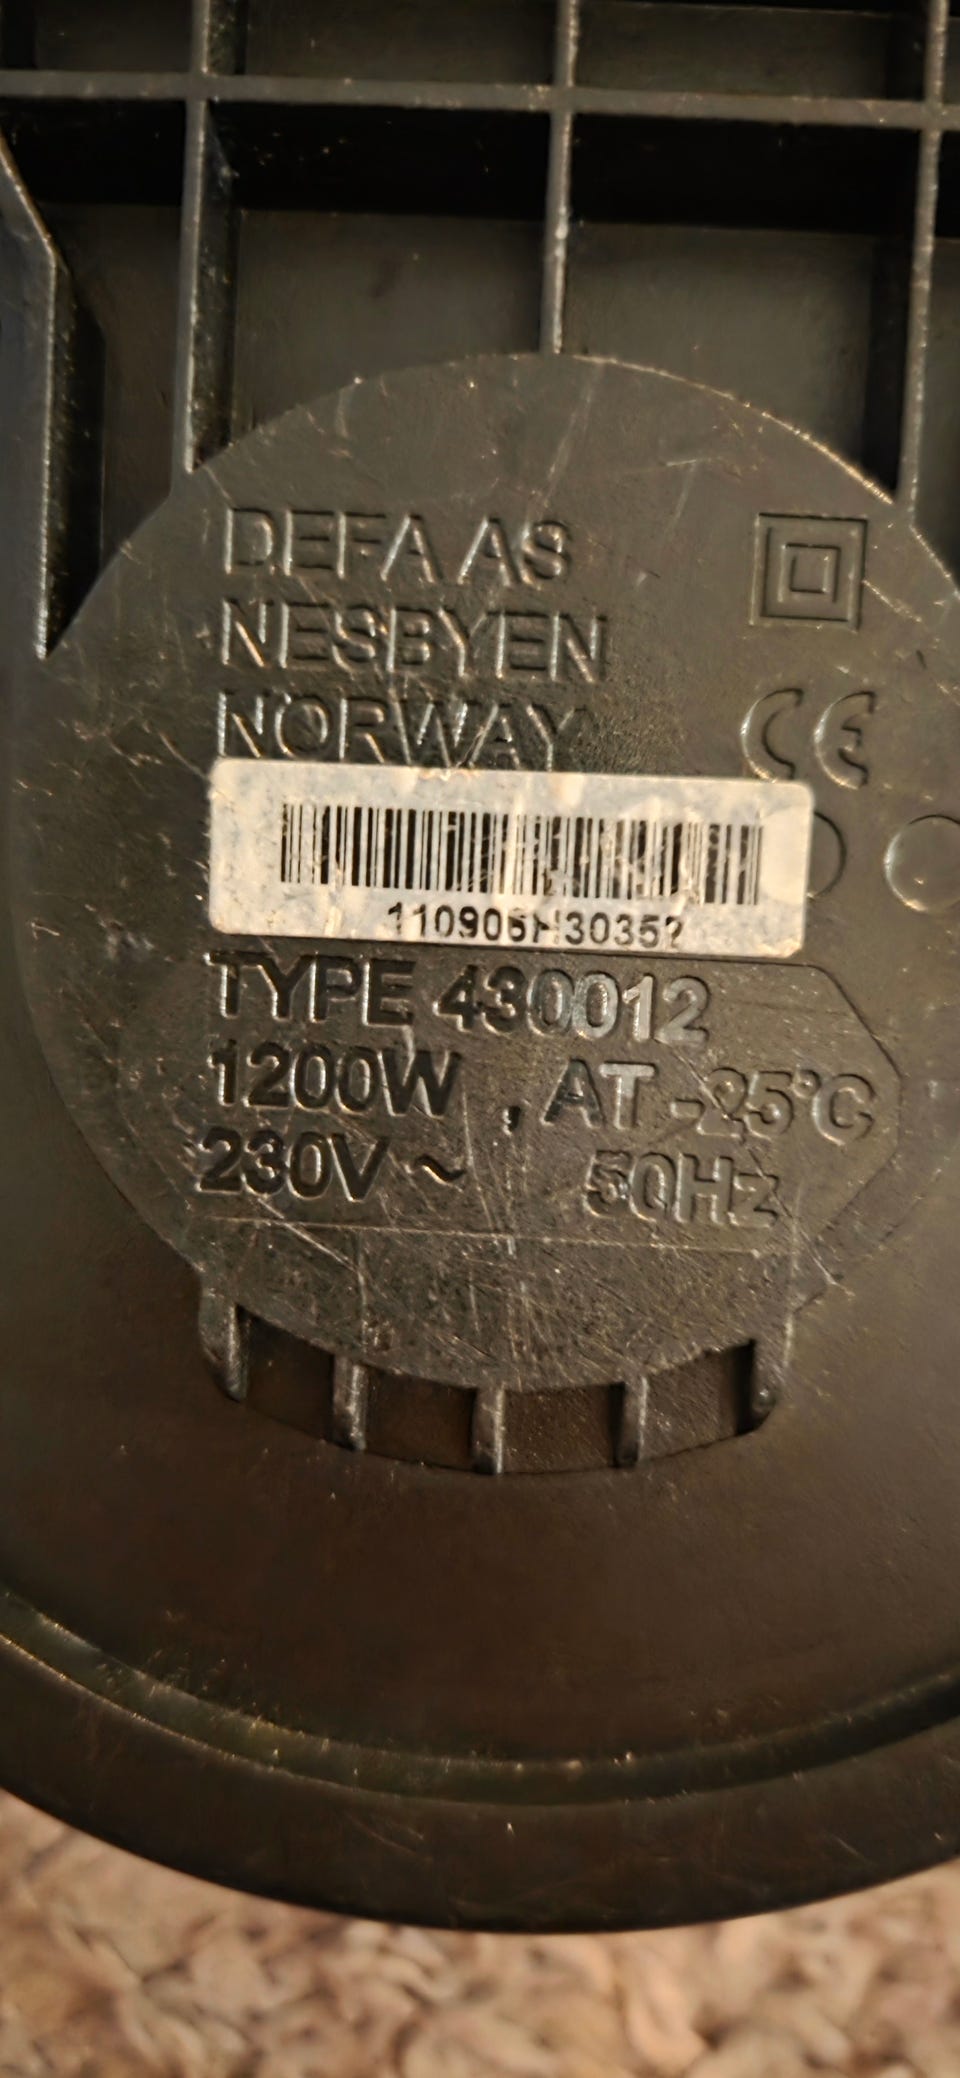 DEFA AS
NESBYEN
NORWAY
CE
TYPE 430012
1200W , AT -25°C
230V ~ 50Hz